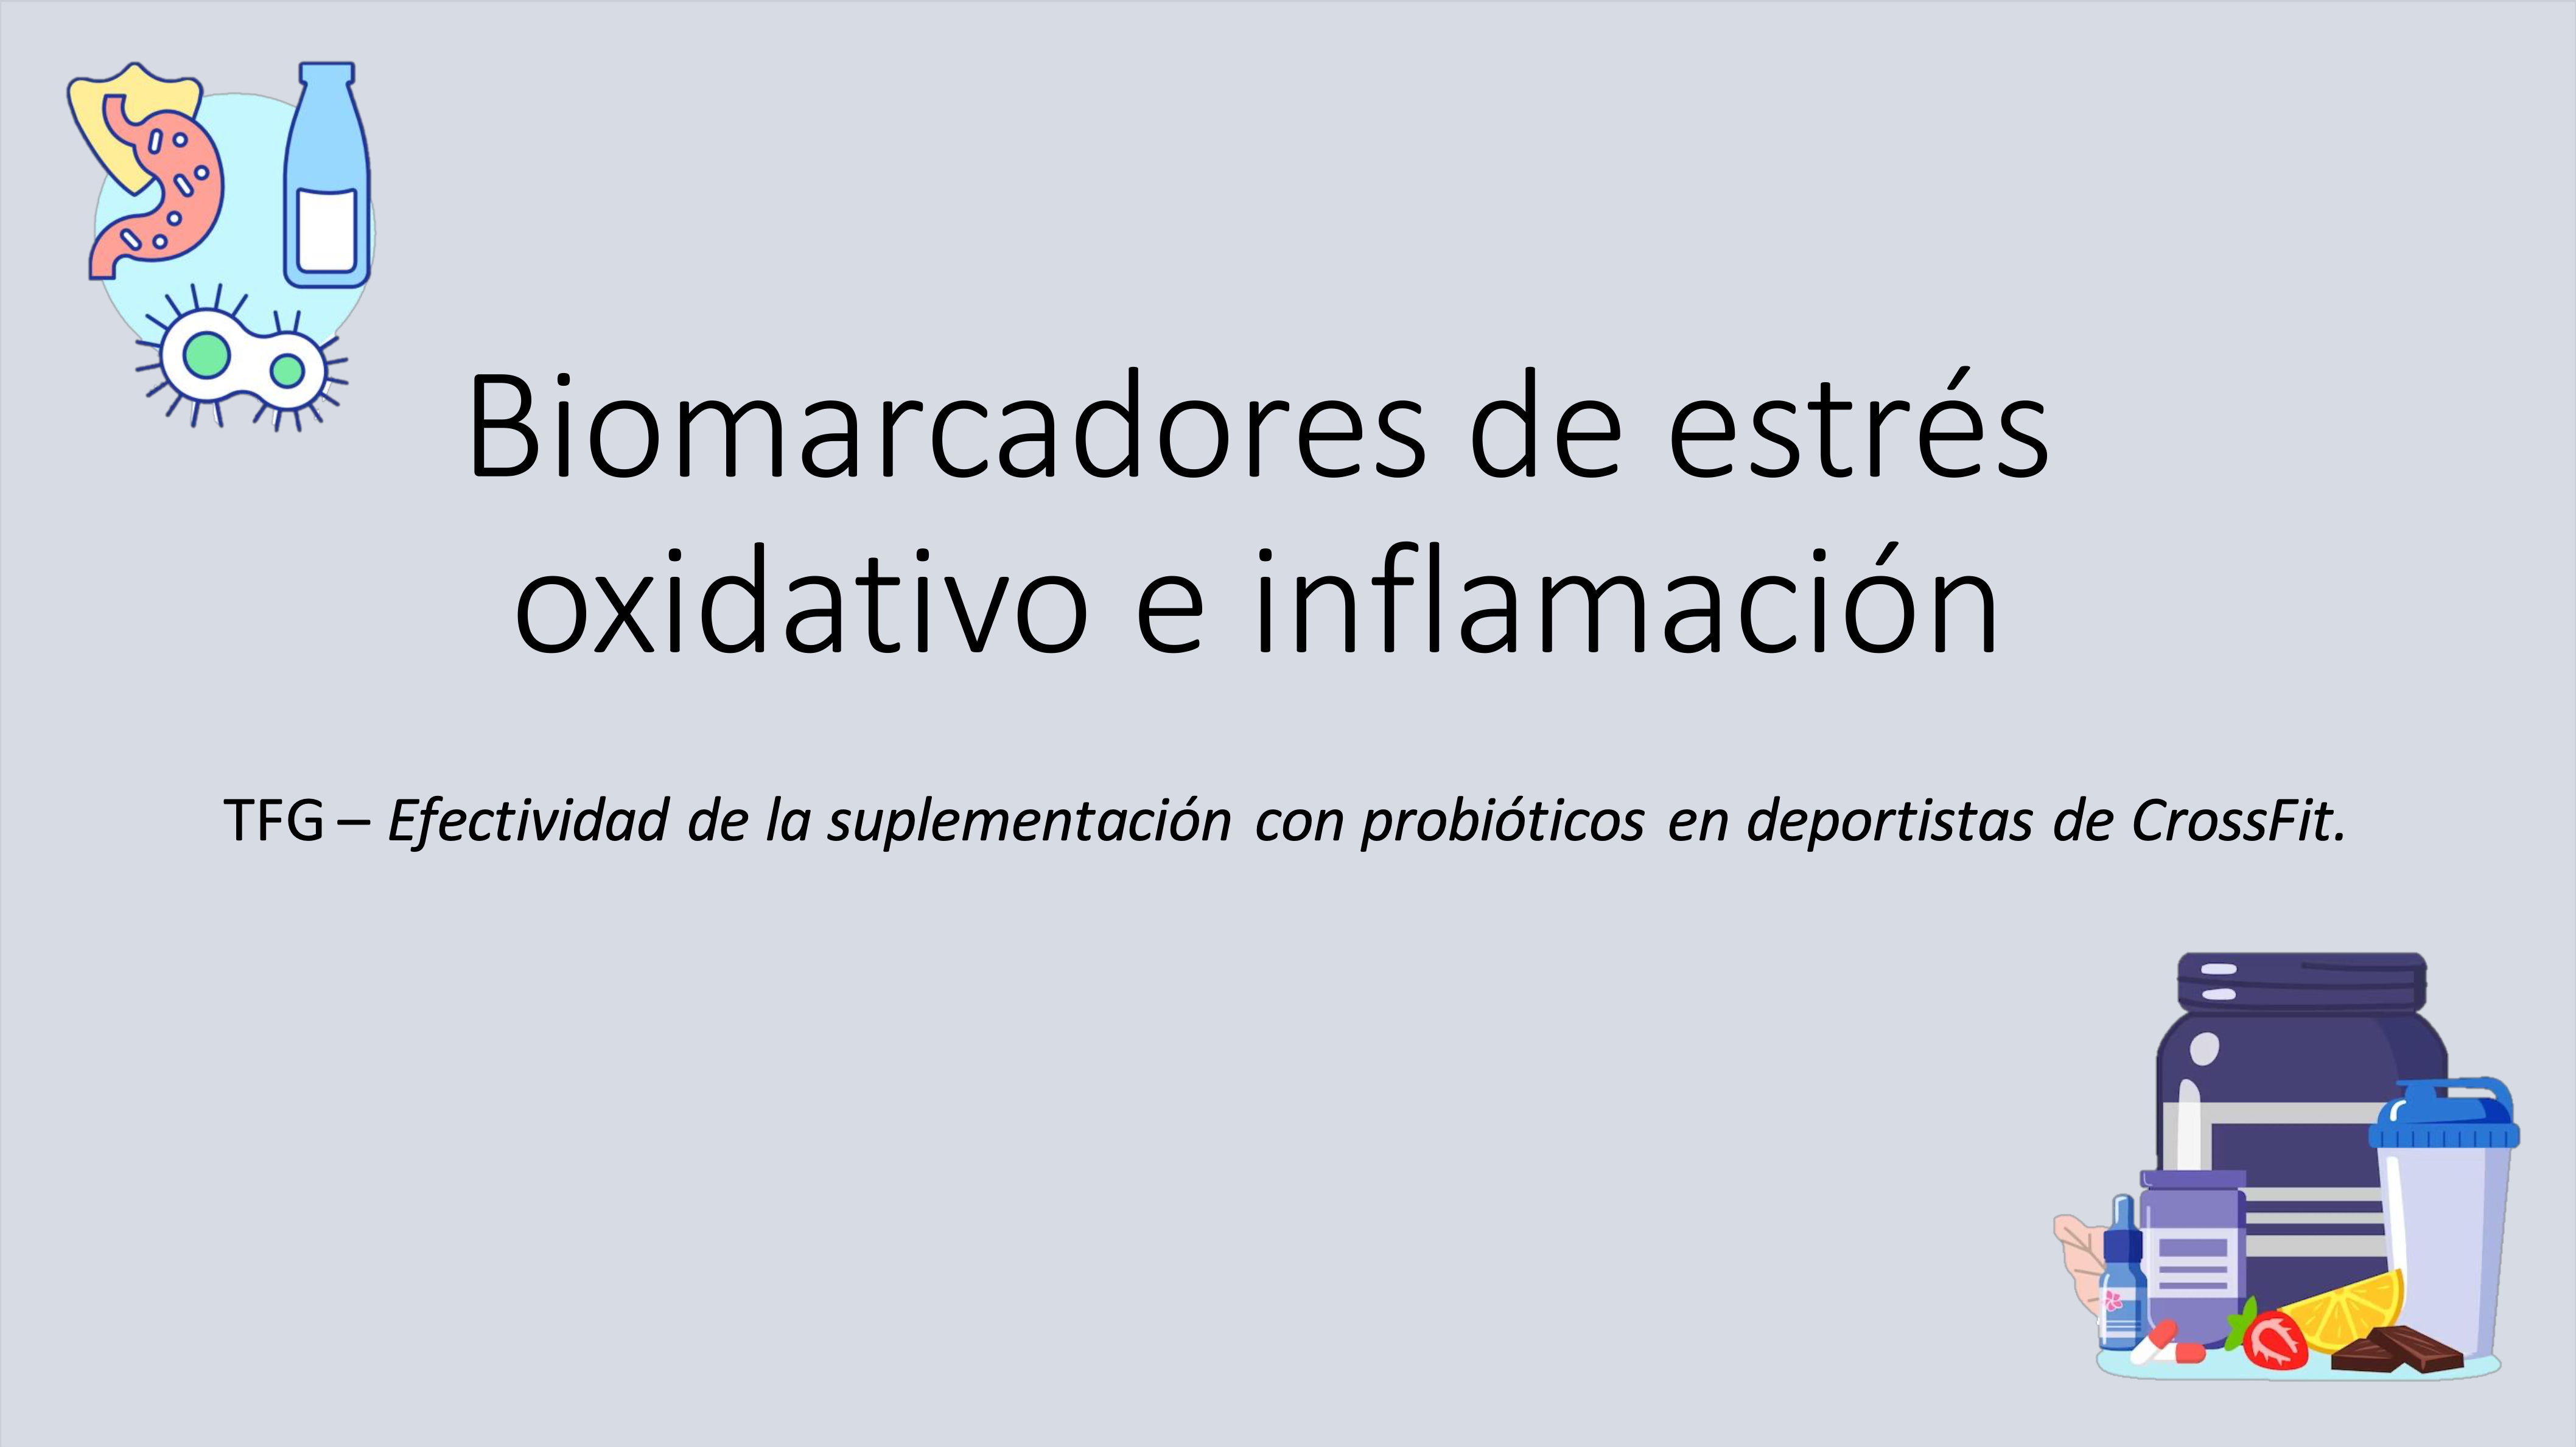 Biomarcadores de estrés
oxidativo e inflamación
TFG – Efectividad de la suplementación con probióticos en deportistas de CrossFit.